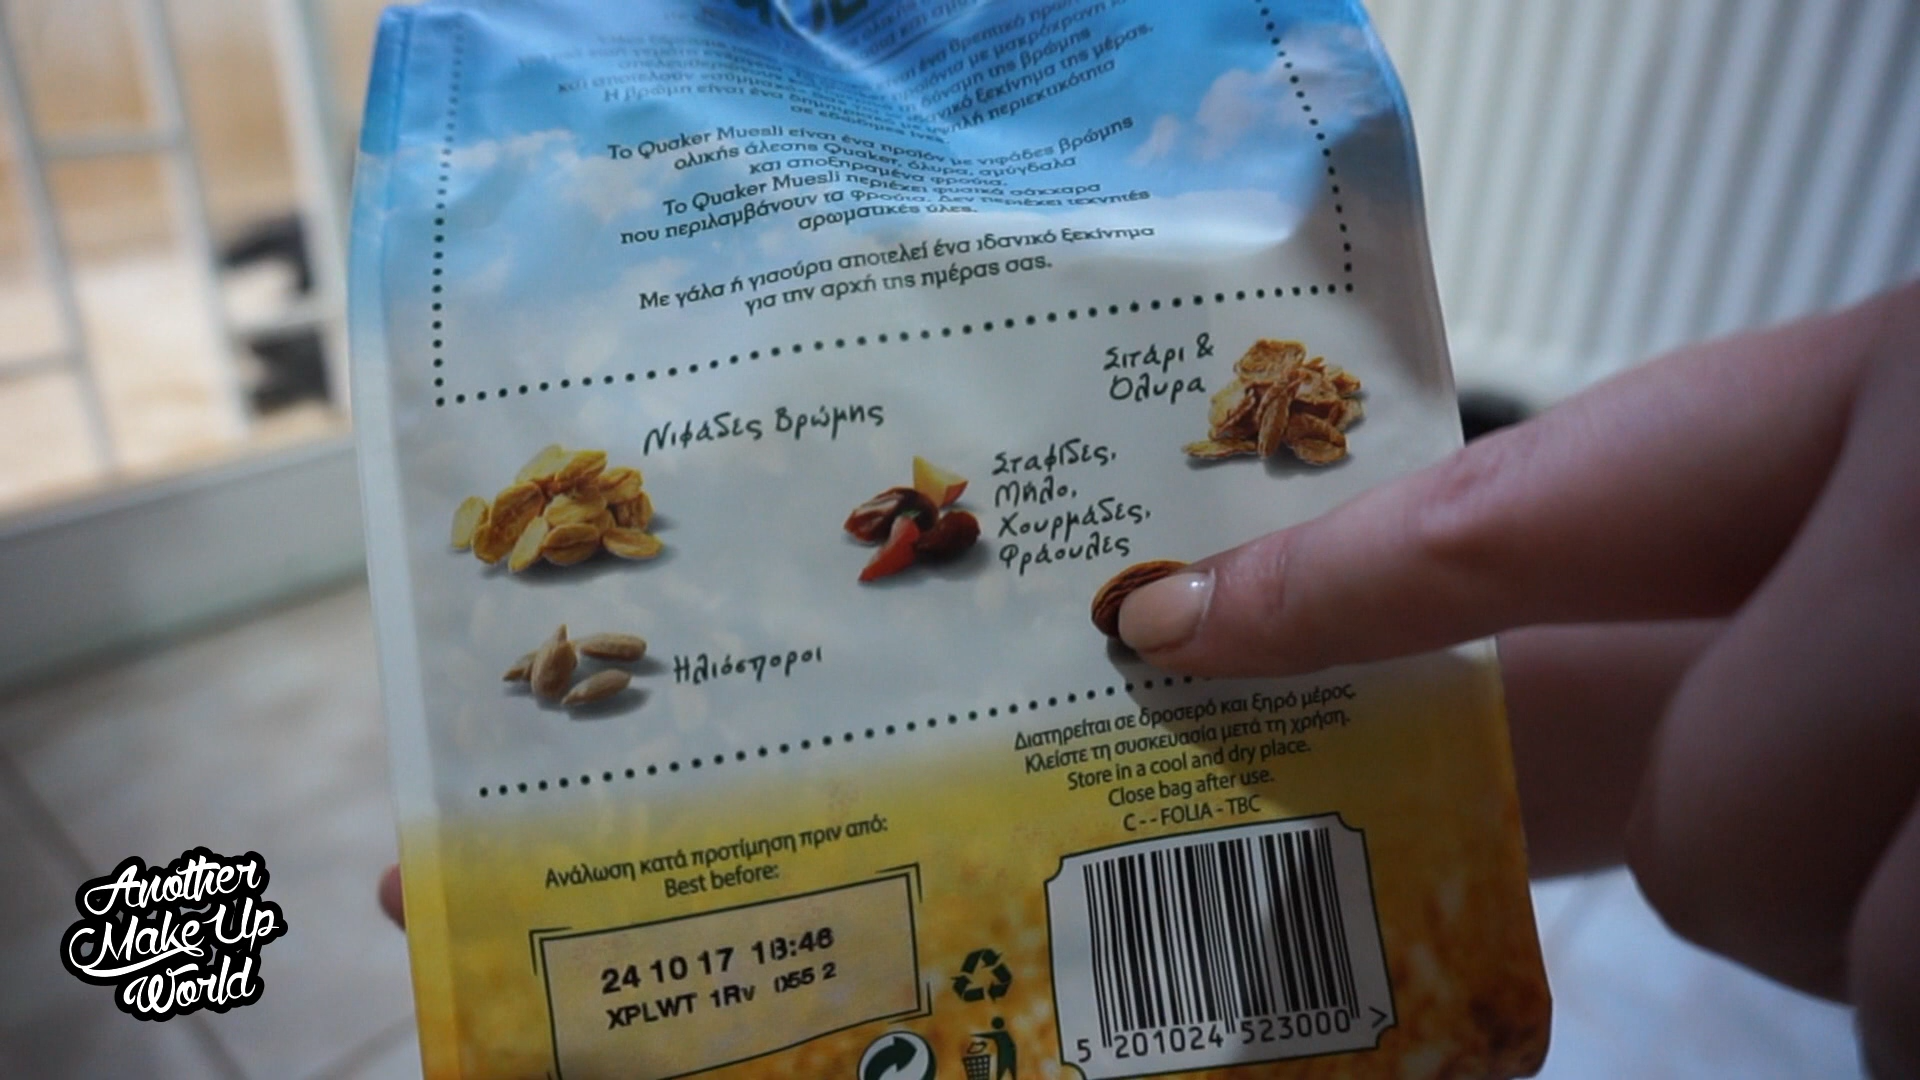 Το Quaker Muesli είναι ένα προϊόν με νιφάδες βρώμης
ολικής άλεσης Quaker, όλυρα, αμύγδαλα
και αποξηραμένα φρούτα.
Το Quaker Muesli περιέχει φυσικά σάκχαρα
που περιλαμβάνουν τα φρούτα. Δεν περιέχει τεχνητές
αρωματικές ύλες.
Με γάλα ή γιαούρτι αποτελεί ένα ιδανικό ξεκίνημα
για την αρχή της ημέρας σας.
Σιτάρι &
Όλυρα
Νιφάδες Βρώμης
Σταφίδες,
Μήλο,
Χουρμάδες,
Φράουλες
Ηλιόσποροι
Διατηρείται σε δροσερό και ξηρό μέρος.
Κλείστε τη συσκευασία μετά τη χρήση.
Store in a cool and dry place.
Close bag after use.
C--FOLIA-TBC
Ανάλωση κατά προτίμηση πριν από:
Best before:
24 10 17 18:46
XPLWT 1Rv 055 2
5 201024 523000 >
Another
Make Up
World